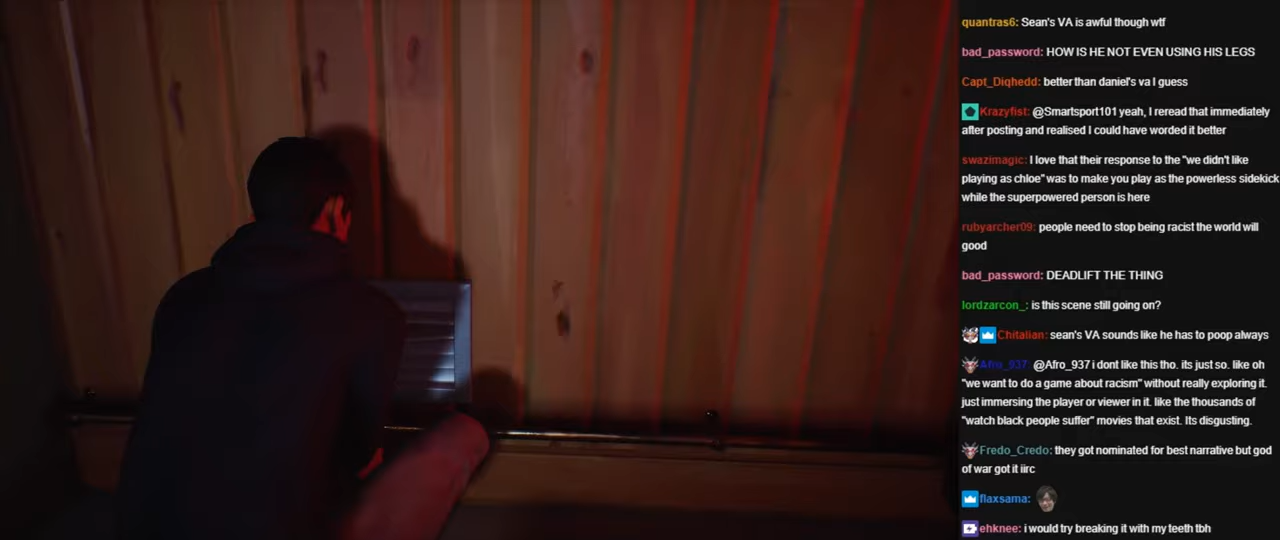 quantras6: Sean's VA is awful though wtf
bad_password: HOW IS HE NOT EVEN USING HIS LEGS
Capt_Diqhedd: better than daniel's va I guess
Krazyfist: @Smartsport101 yeah, I reread that immediately
after posting and realised I could have worded it better
swazimagic: I love that their response to the "we didn't like
playing as chloe" was to make you play as the powerless sidekick
while the superpowered person is here
rubyarcher09: people need to stop being racist the world will
good
bad_password: DEADLIFT THE THING
lordzarcon_: is this scene still going on?
Chitalian: sean's VA sounds like he has to poop always
Afro_937: @Afro_937 i dont like this tho. its just so. like oh
"we want to do a game about racism" without really exploring it.
just immersing the player or viewer in it. like the thousands of
"watch black people suffer" movies that exist. Its disgusting.
Fredo_Credo: they got nominated for best narrative but god
of war got it iirc
flaxsama:
ehknee: i would try breaking it with my teeth tbh